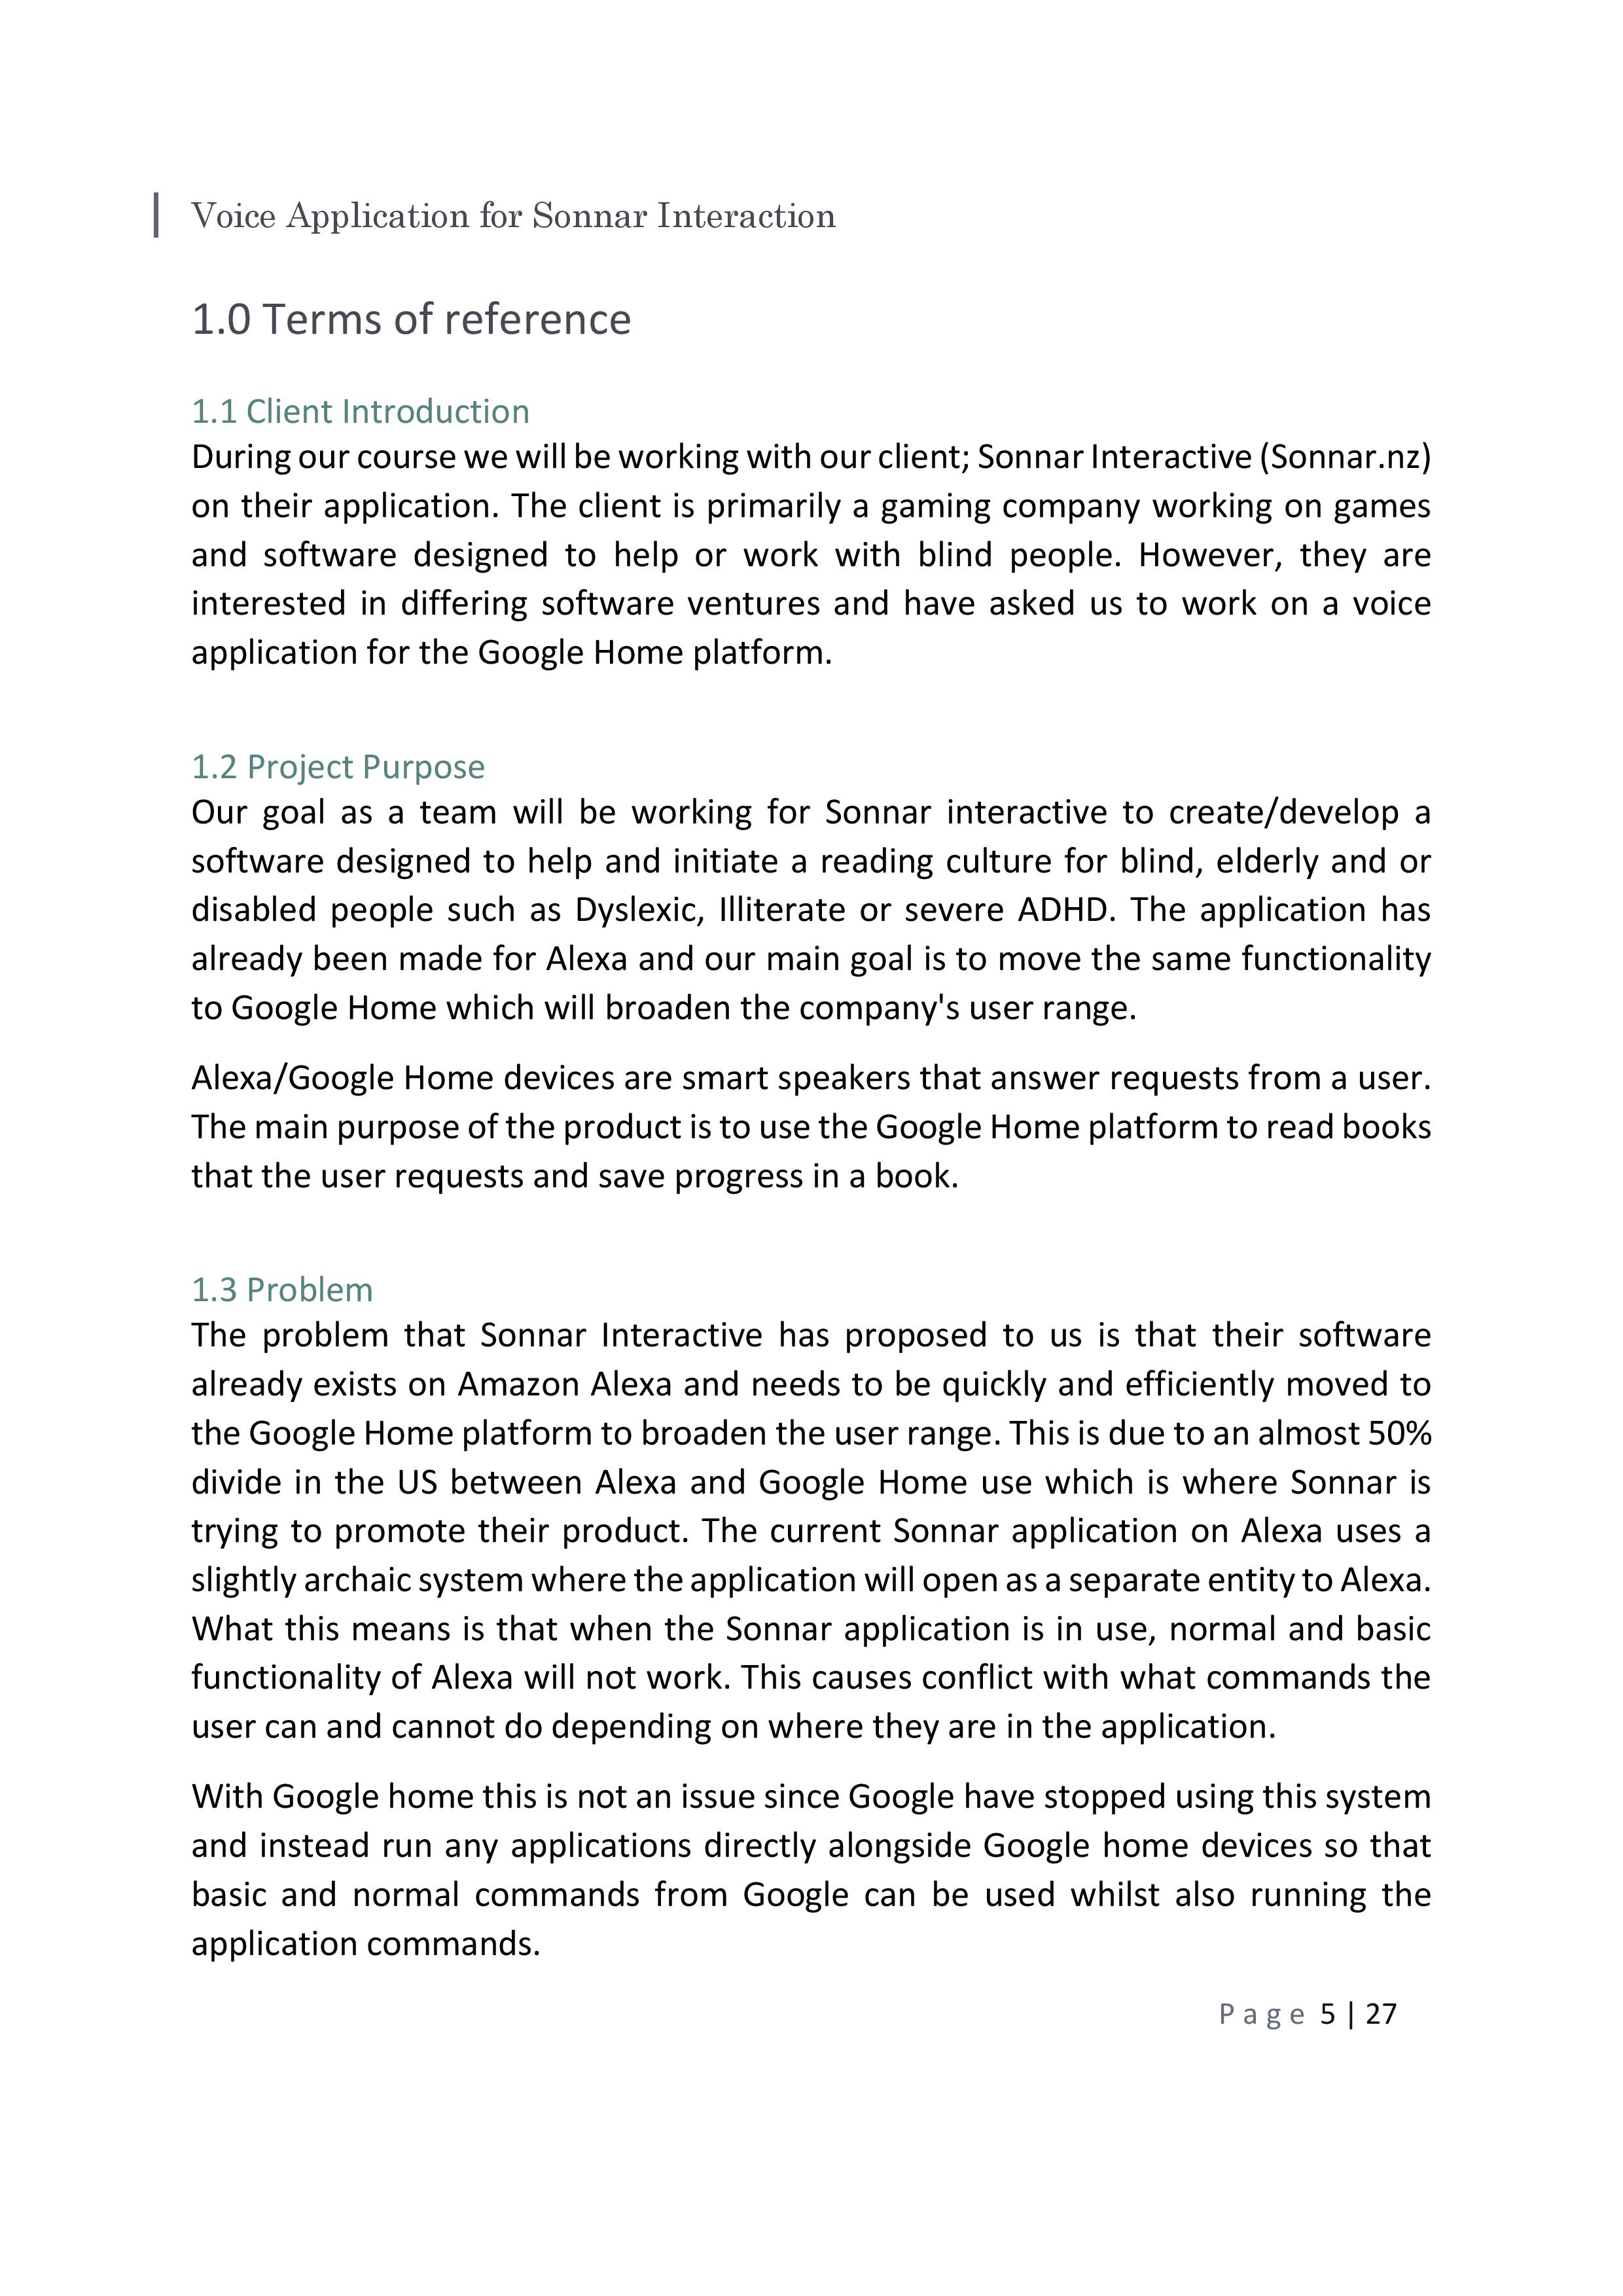 Voice Application for Sonnar Interaction
1.0 Terms of reference
1.1 Client Introduction
During our course we will be working with our client; Sonnar Interactive (Sonnar.nz)
on their application. The client is primarily a gaming company working on games
and software designed to help or work with blind people. However, they are
interested in differing software ventures and have asked us to work on a voice
application for the Google Home platform.
1.2 Project Purpose
Our goal as a team will be working for Sonnar interactive to create/develop a
software designed to help and initiate a reading culture for blind, elderly and or
disabled people such as Dyslexic, Illiterate or severe ADHD. The application has
already been made for Alexa and our main goal is to move the same functionality
to Google Home which will broaden the company's user range.
Alexa/Google Home devices are smart speakers that answer requests from a user.
The main purpose of the product is to use the Google Home platform to read books
that the user requests and save progress in a book.
1.3 Problem
The problem that Sonnar Interactive has proposed to us is that their software
already exists on Amazon Alexa and needs to be quickly and efficiently moved to
the Google Home platform to broaden the user range. This is due to an almost 50%
divide in the US between Alexa and Google Home use which is where Sonnar is
trying to promote their product. The current Sonnar application on Alexa uses a
slightly archaic system where the application will open as a separate entity to Alexa.
What this means is that when the Sonnar application is in use, normal and basic
functionality of Alexa will not work. This causes conflict with what commands the
user can and cannot do depending on where they are in the application.
With Google home this is not an issue since Google have stopped using this system
and instead run any applications directly alongside Google home devices so that
basic and normal commands from Google can be used whilst also running the
application commands.
Page 5 | 27